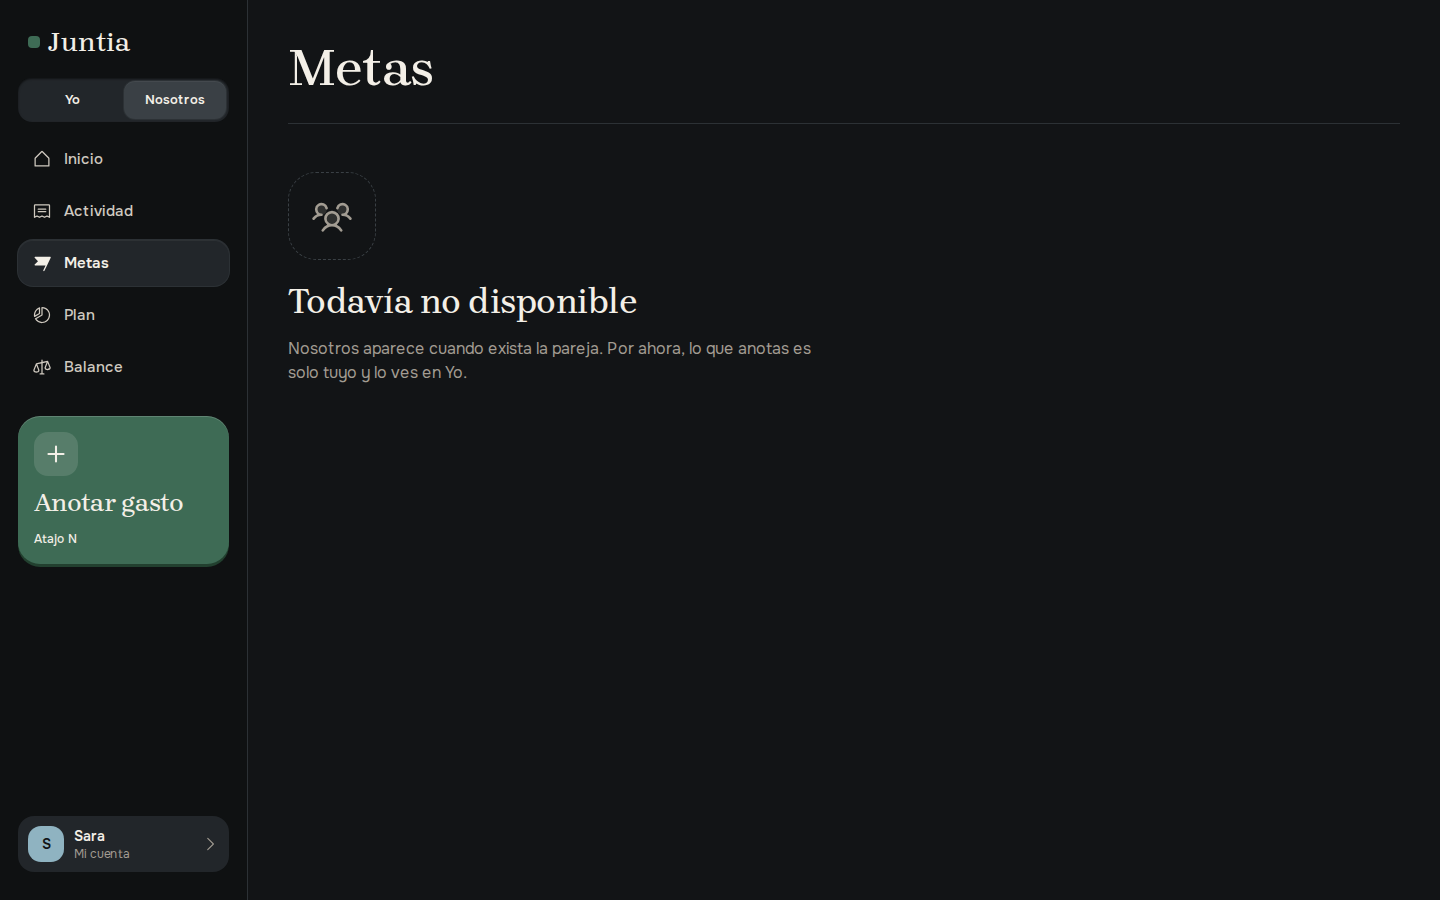 Juntia
Yo
Nosotros
Inicio
Actividad
Metas
Plan
Balance
Anotar gasto
Atajo N
S
Sara
Mi cuenta
Metas
Todavía no disponible
Nosotros aparece cuando exista la pareja. Por ahora, lo que anotas es
solo tuyo y lo ves en Yo.